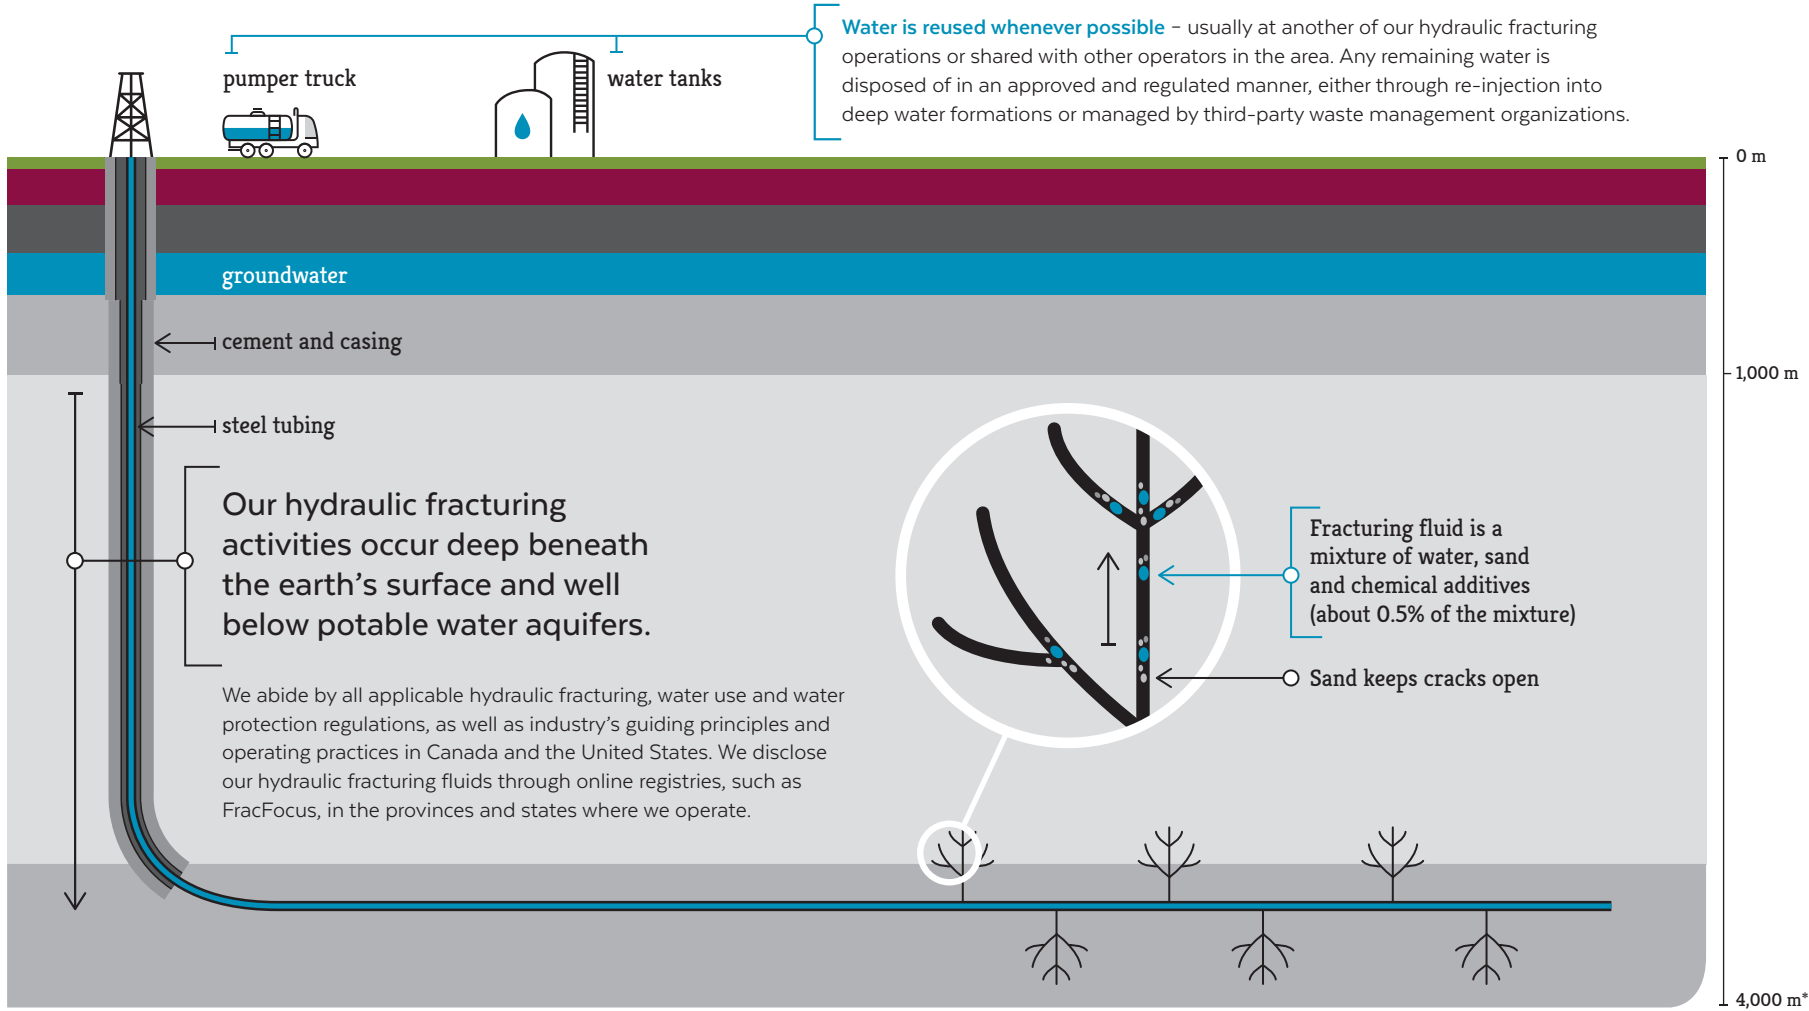 Water is reused whenever possible – usually at another of our hydraulic fracturing
operations or shared with other operators in the area. Any remaining water is
disposed of in an approved and regulated manner, either through re-injection into
deep water formations or managed by third-party waste management organizations.
pumper truck
water tanks
0 m
groundwater
cement and casing
1,000 m
steel tubing
Our hydraulic fracturing
activities occur deep beneath
the earth’s surface and well
below potable water aquifers.
We abide by all applicable hydraulic fracturing, water use and water
protection regulations, as well as industry’s guiding principles and
operating practices in Canada and the United States. We disclose
our hydraulic fracturing fluids through online registries, such as
FracFocus, in the provinces and states where we operate.
Fracturing fluid is a
mixture of water, sand
and chemical additives
(about 0.5% of the mixture)
Sand keeps cracks open
4,000 m*